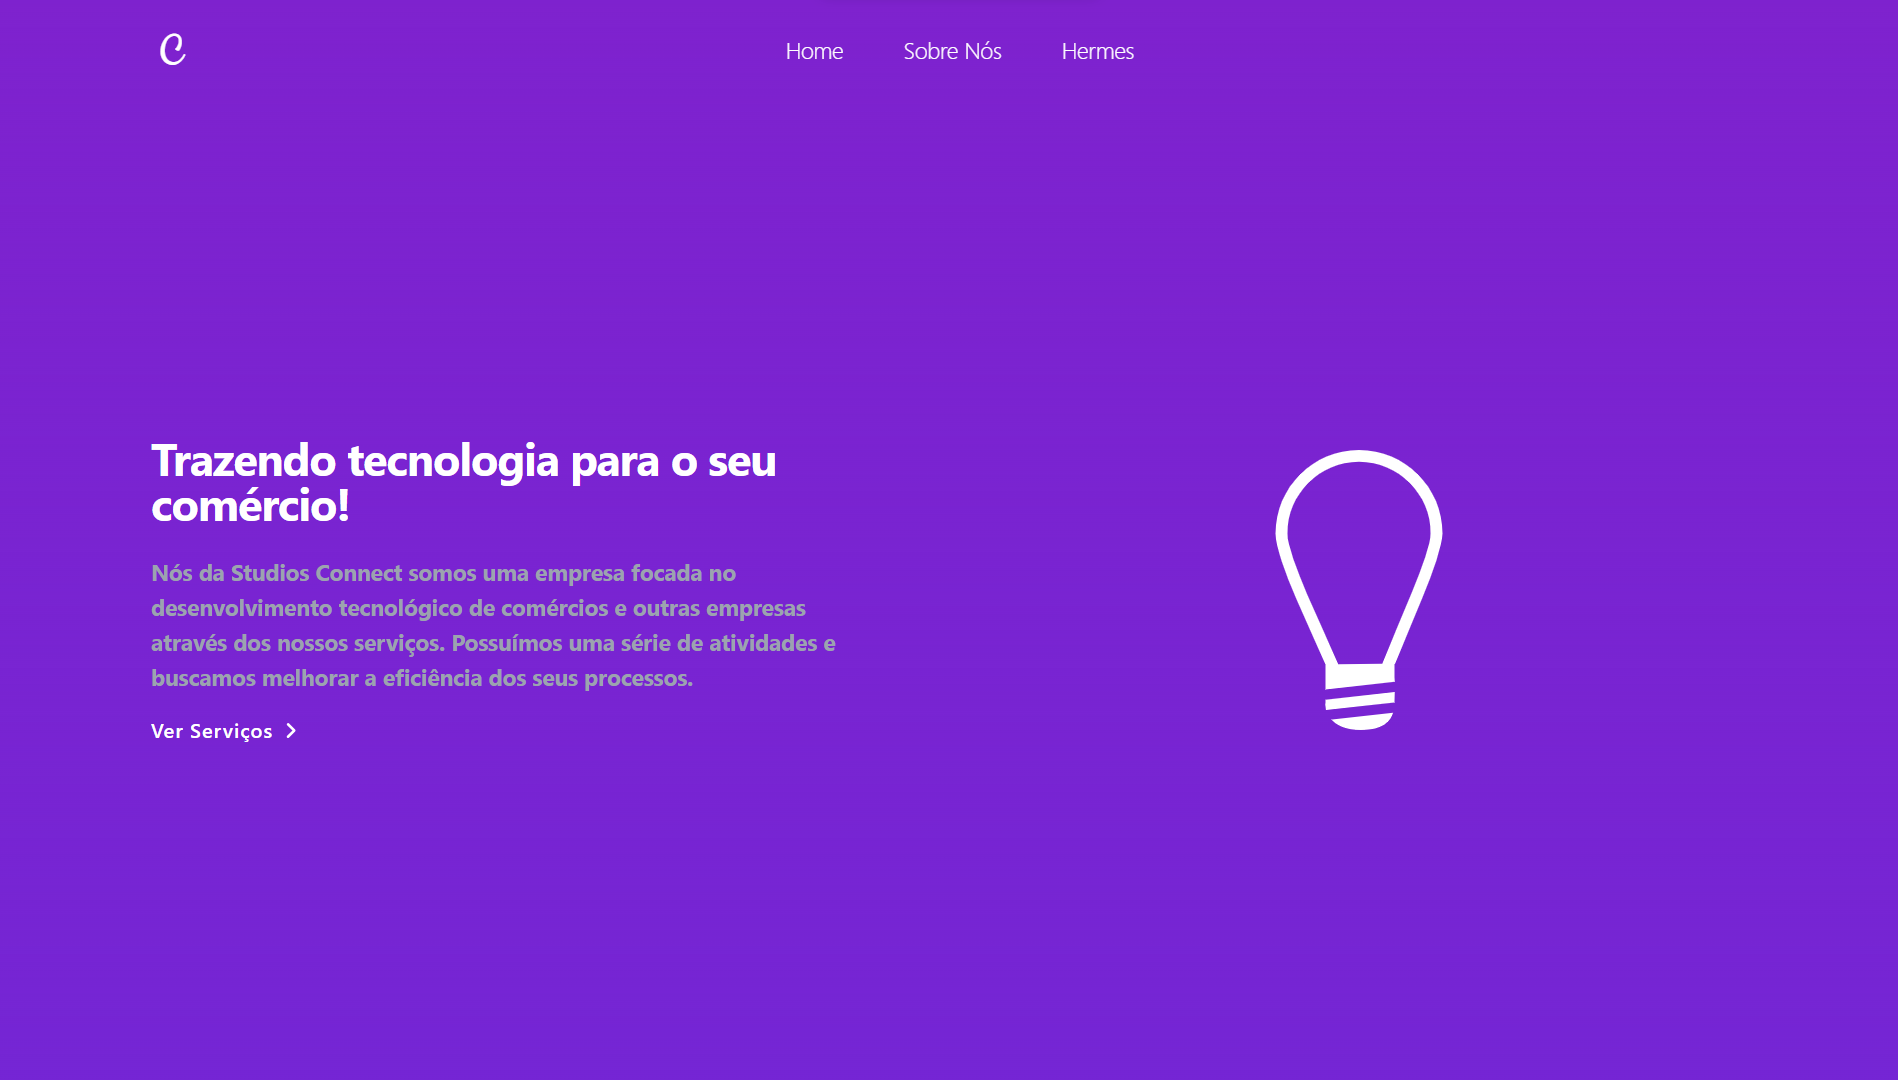 C
Home Sobre Nós Hermes
Trazendo tecnologia para o seu
comércio!
Nós da Studios Connect somos uma empresa focada no
desenvolvimento tecnológico de comércios e outras empresas
através dos nossos serviços. Possuímos uma série de atividades e
buscamos melhorar a eficiência dos seus processos.
Ver Serviços